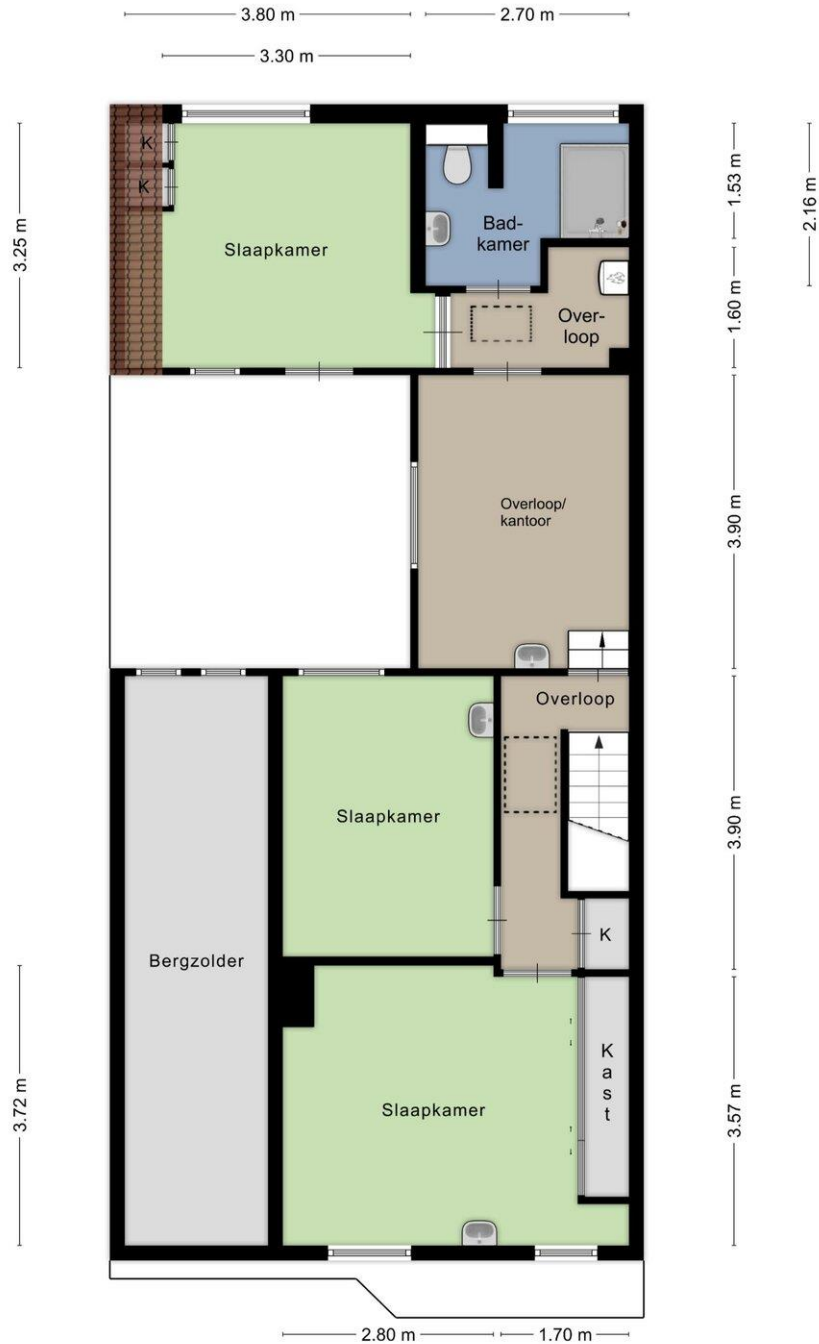 3.80 m
2.70 m
3.30 m
K
K
Slaapkamer
Bad-
kamer
Over-
loop
3.25 m
1.53 m
2.16 m
1.60 m
Overloop/
kantoor
3.90 m
Overloop
Slaapkamer
3.90 m
Bergzolder
K
Slaapkamer
K
a
s
t
3.72 m
3.57 m
2.80 m
1.70 m